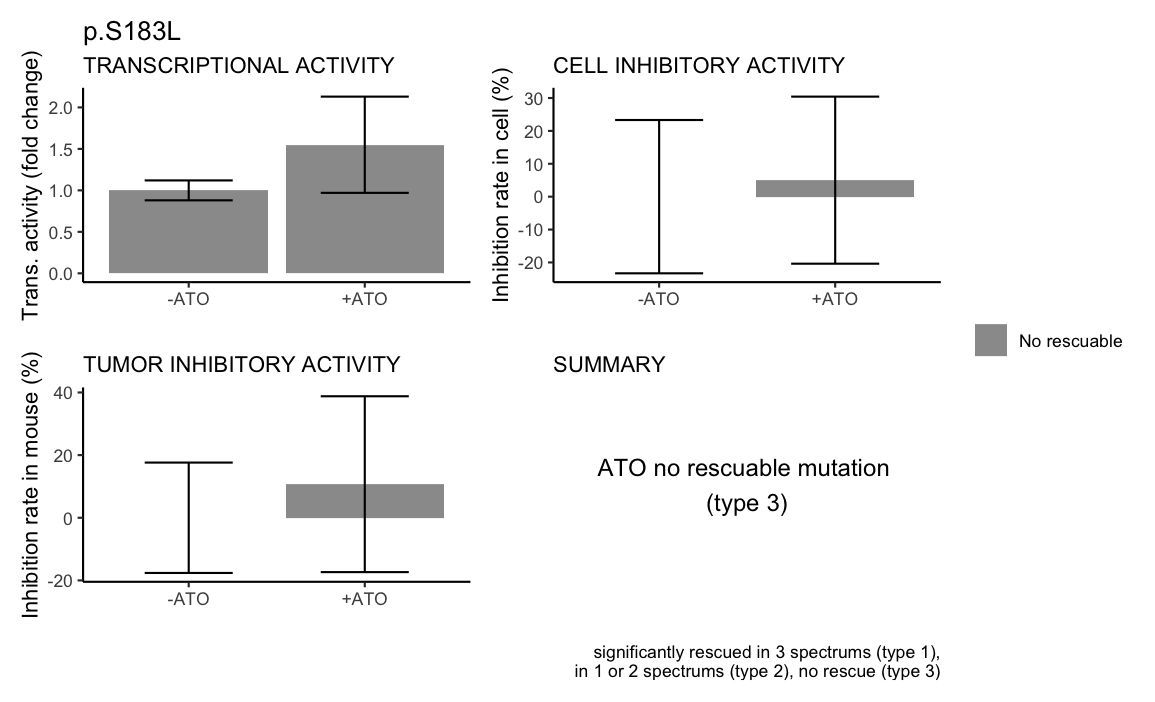 p.S183L
TRANSCRIPTIONAL ACTIVITY
Trans. activity (fold change)
2.0
1.5
1.0
0.5
0.0
-ATO
+ATO
CELL INHIBITORY ACTIVITY
Inhibition rate in cell (%)
30
20
10
0
-10
-20
-ATO
+ATO
No rescuable
TUMOR INHIBITORY ACTIVITY
Inhibition rate in mouse (%)
40
20
0
-20
-ATO
+ATO
SUMMARY
ATO no rescuable mutation
(type 3)
significantly rescued in 3 spectrums (type 1),
in 1 or 2 spectrums (type 2), no rescue (type 3)